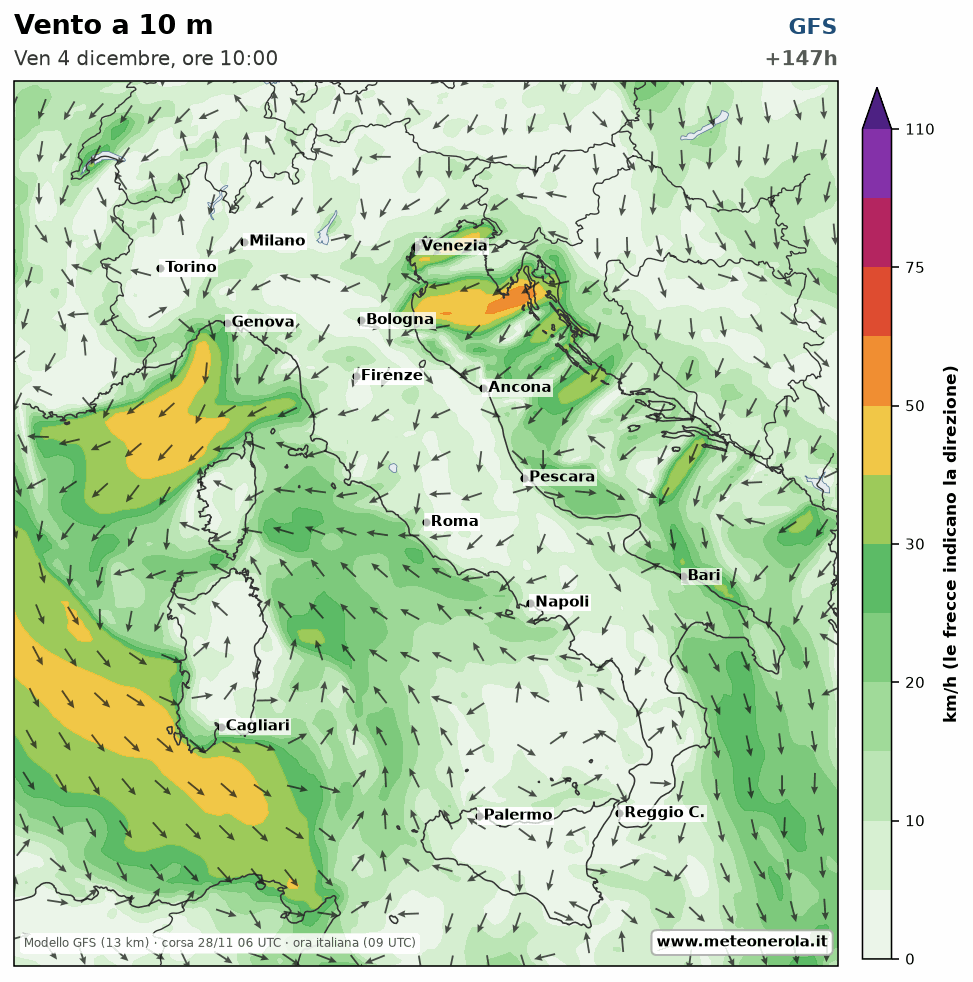 Vento a 10 m
GFS
Ven 4 dicembre, ore 10:00
+147h
110
Venezia
Milano
Torino
75
Bologna
Genova
Firenze
Ancona
50
Pescara
Roma
30
Bari
Napoli
20
Cagliari
Palermo
Reggio C.
10
km/h (le frecce indicano la direzione)
Modello GFS (13 km) · corsa 28/11 06 UTC · ora italiana (09 UTC)
www.meteonerola.it
0